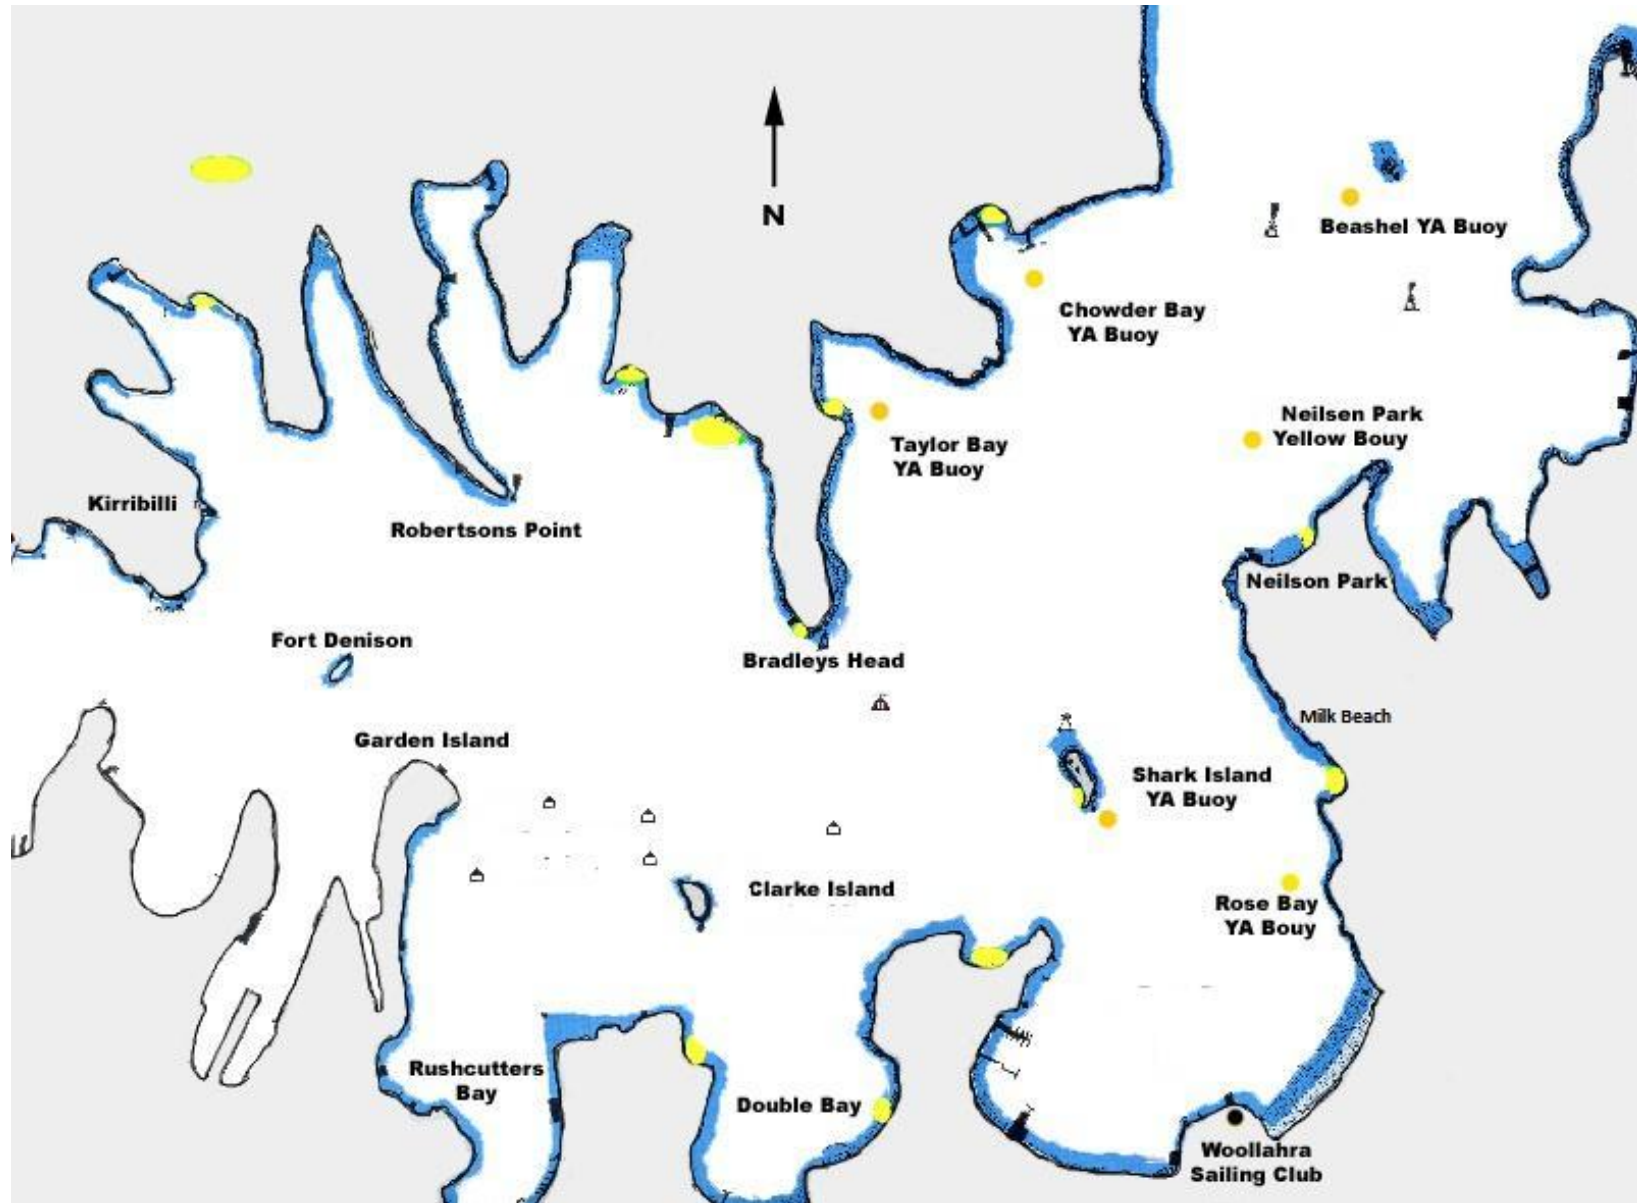 N
Beashel YA Buoy
Chowder Bay
YA Buoy
Neilsen Park
Yellow Bouy
Taylor Bay
YA Buoy
Kirribilli
Robertsons Point
Neilson Park
Fort Denison
Bradleys Head
Milk Beach
Garden Island
Shark Island
YA Buoy
Clarke Island
Rose Bay
YA Bouy
Rushcutters
Bay
Double Bay
Woollahra
Sailing Club